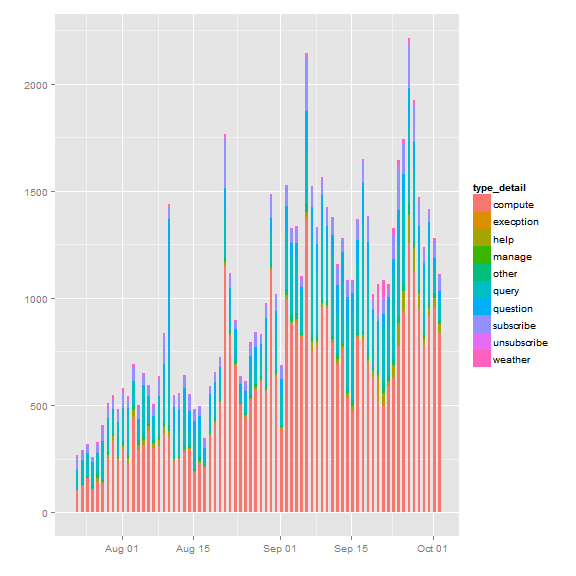 2000
1500
1000
500
0
Aug 01
Aug 15
Sep 01
Sep 15
Oct 01
type_detail
compute
execption
help
manage
other
query
question
subscribe
unsubscribe
weather